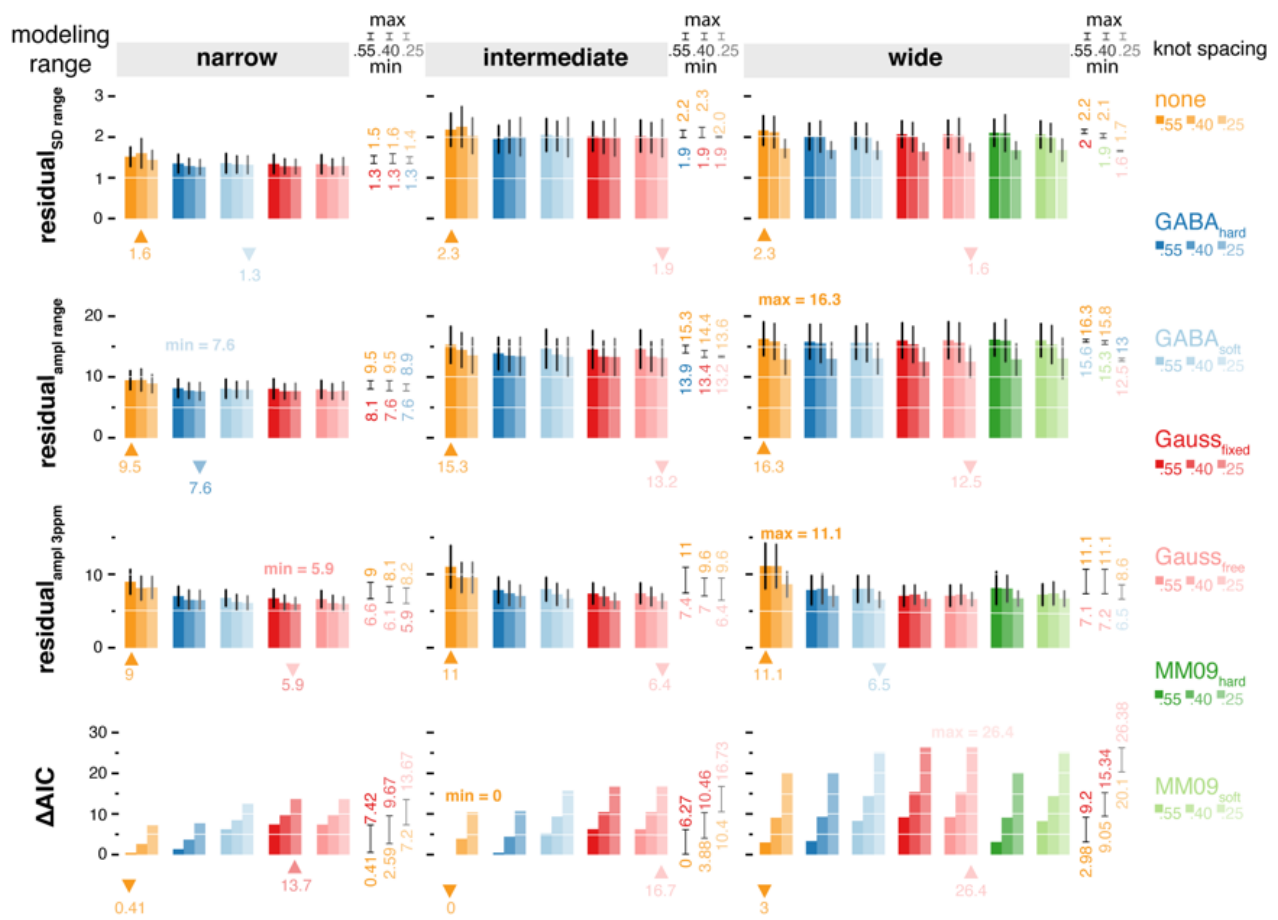 modeling range
narrow
max
.55 .40 .25
min
intermediate
max
.55 .40 .25
min
wide
max
.55 .40 .25
min
knot spacing
residual SD range
3
2
1
0
1.6
1.3
1.3 1.5
1.3 1.6
1.3 1.4
2.3
1.9
1.9 2.2
1.9 2.3
1.9 2.0
2.3
1.6
2 2.2
1.9 2.1
1.6 1.7
none
.55 .40 .25
GABA hard
.55 .40 .25
residual ampl range
20
10
0
min = 7.6
9.5
7.6
8.1 9.5
7.6 9.5
7.6 8.9
15.3
13.2
13.9 15.3
13.4 14.4
13.2 13.6
max = 16.3
16.3
12.5
15.6 16.3
15.3 15.8
12.5 13
GABA soft
.55 .40 .25
Gauss fixed
.55 .40 .25
residual ampl 3ppm
10
0
min = 5.9
9
5.9
6.6 9
6.1 8.1
5.9 8.2
11
6.4
7.4 11
7 9.6
6.4 9.6
max = 11.1
11.1
6.5
7.1 11.1
7.2 11.1
6.5 8.6
Gauss free
.55 .40 .25
MM09 hard
.55 .40 .25
ΔAIC
30
20
10
0
0.41
13.7
0.41 7.42
2.59 9.67
7.2 13.67
min = 0
0
16.7
0 6.27
3.88 10.46
10.4 16.73
max = 26.4
3
26.4
2.98 9.2
9.05 15.34
20.1 26.38
MM09 soft
.55 .40 .25